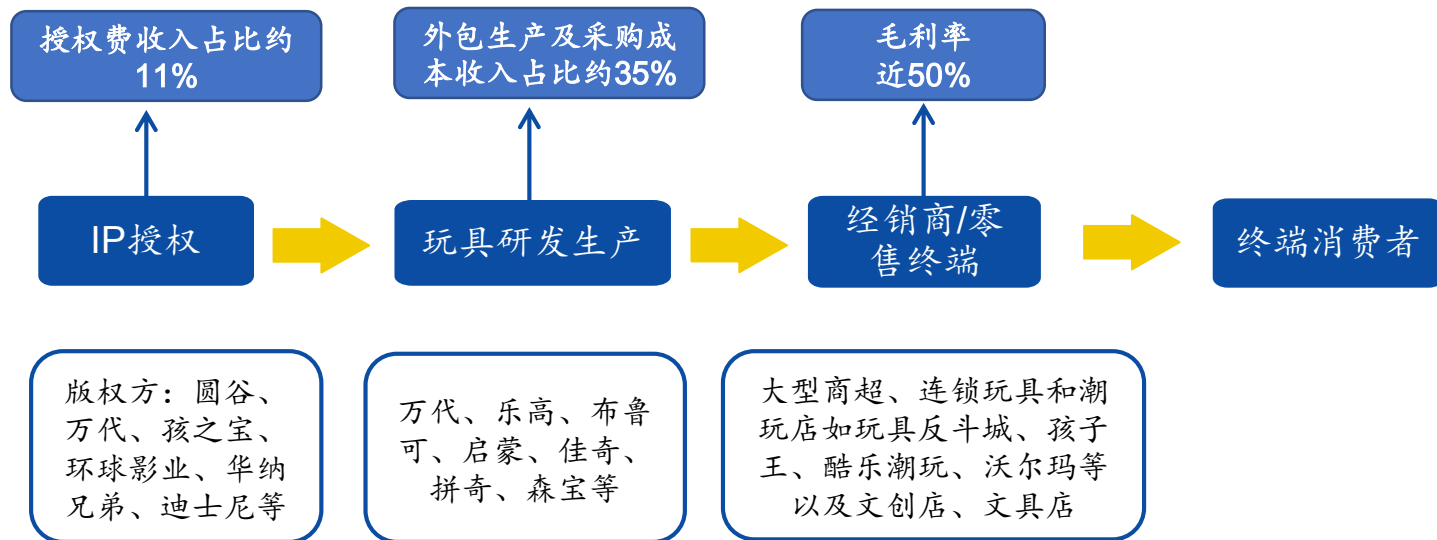 授权费收入占比约
11%
外包生产及采购成
本收入占比约35%
毛利率
近50%
IP授权
玩具研发生产
经销商/零
售终端
终端消费者
版权方：圆谷、
万代、孩之宝、
环球影业、华纳
兄弟、迪士尼等
万代、乐高、布鲁
可、启蒙、佳奇、
拼奇、森宝等
大型商超、连锁玩具和潮
玩店如玩具反斗城、孩子
王、酷乐潮玩、沃尔玛等
以及文创店、文具店